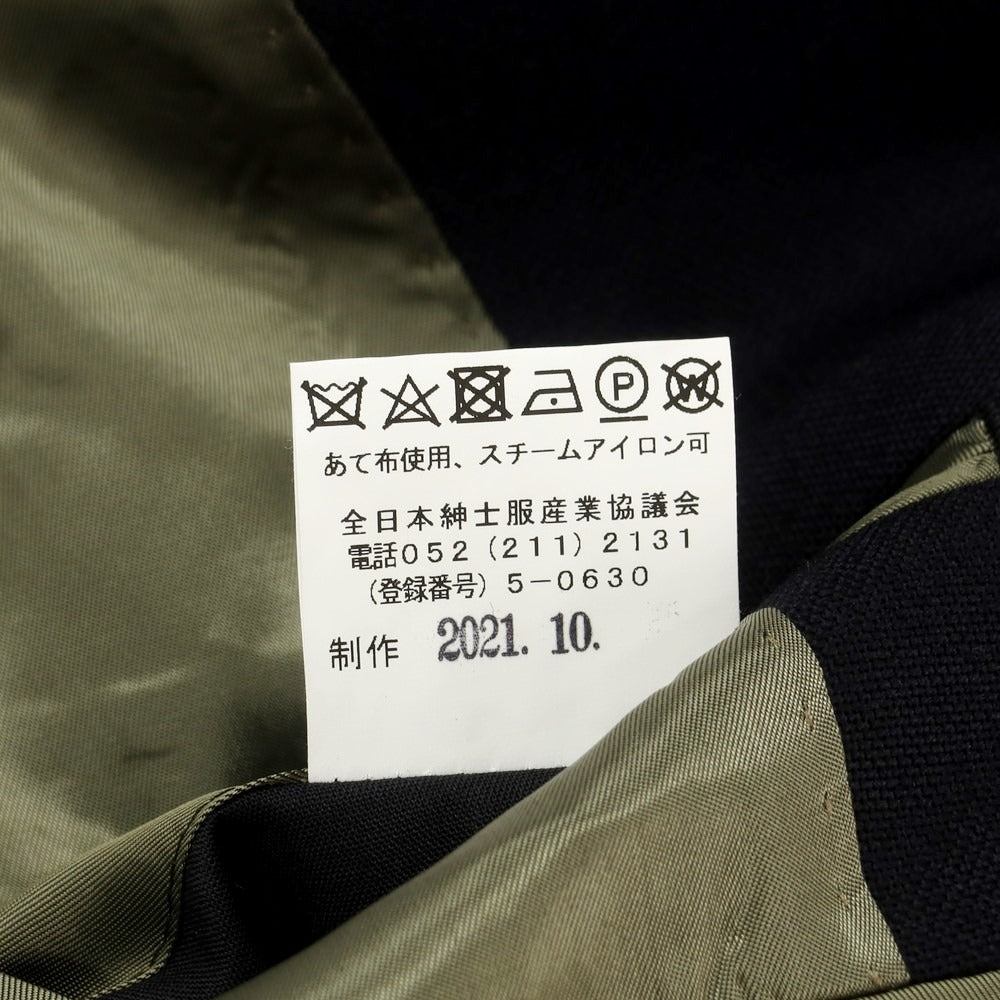 P W
あて布使用、スチームアイロン可
全日本紳士服産業協議会
電話052(211)2131
(登録番号)5-0630
制作 2021. 10.